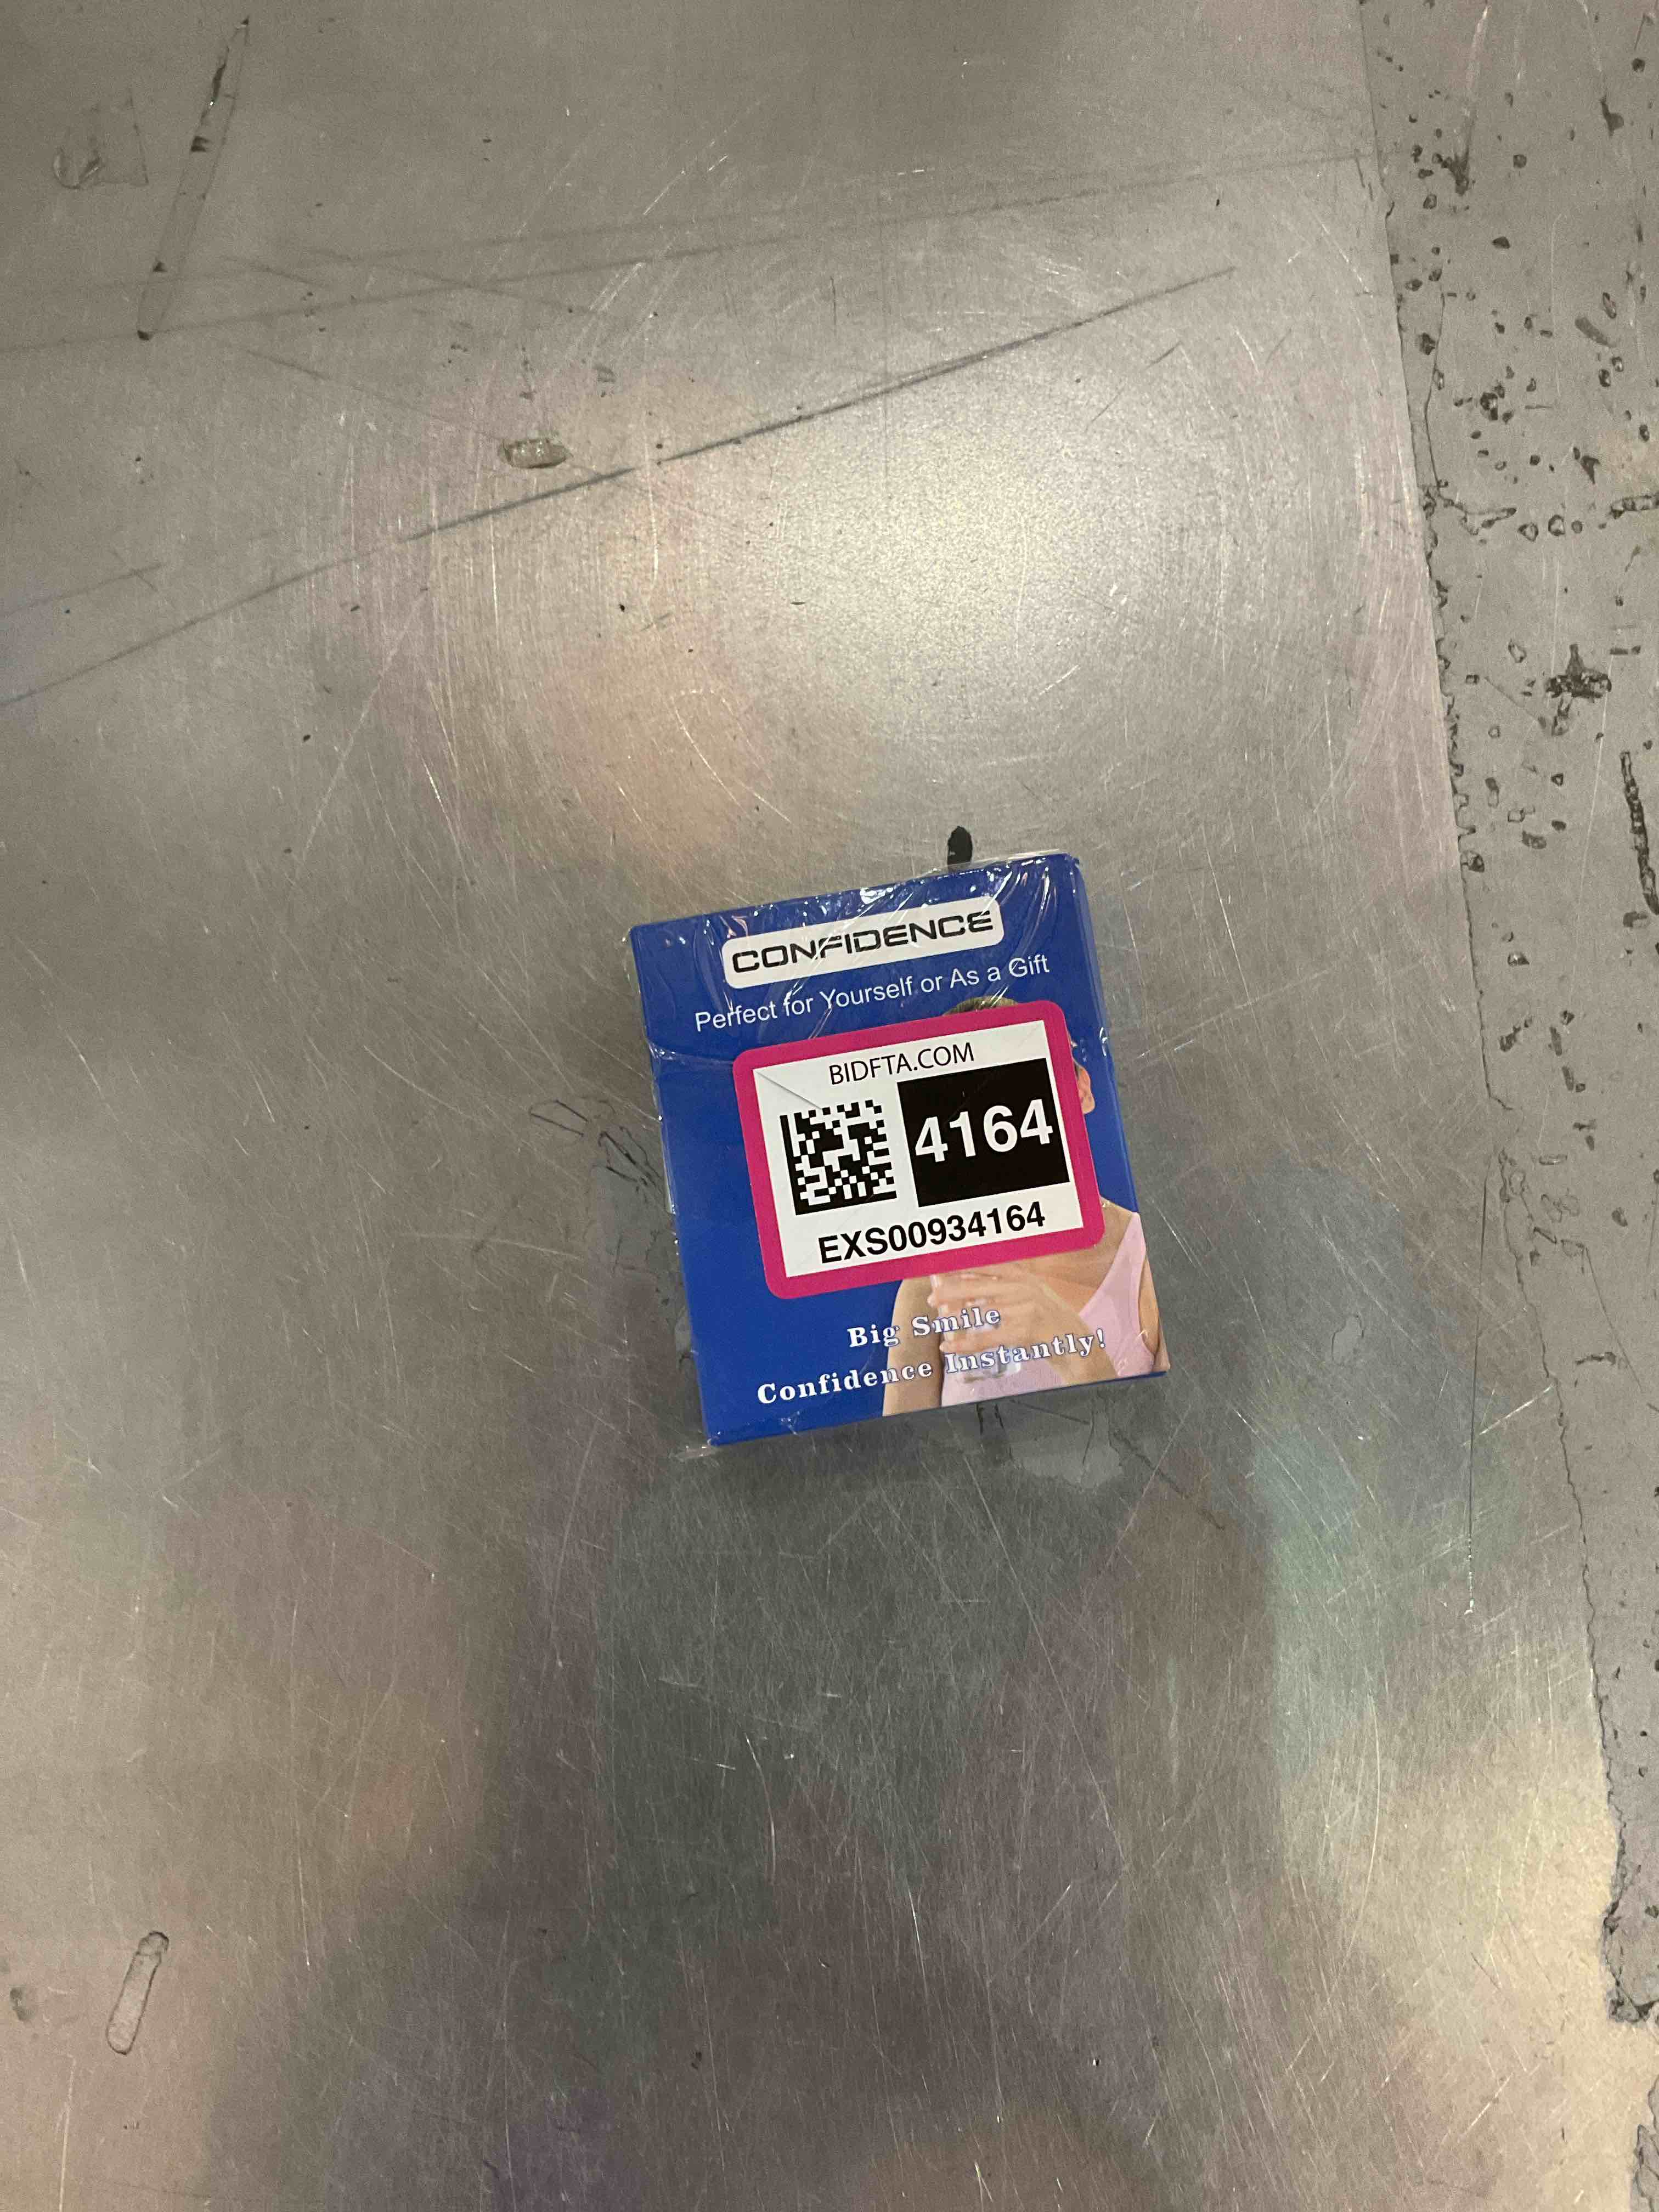 CONFIDENCE
Perfect for Yourself or As a Gift
BIDFTA.COM
4164
EXS00934164
Big Smile
Confidence Instantly!